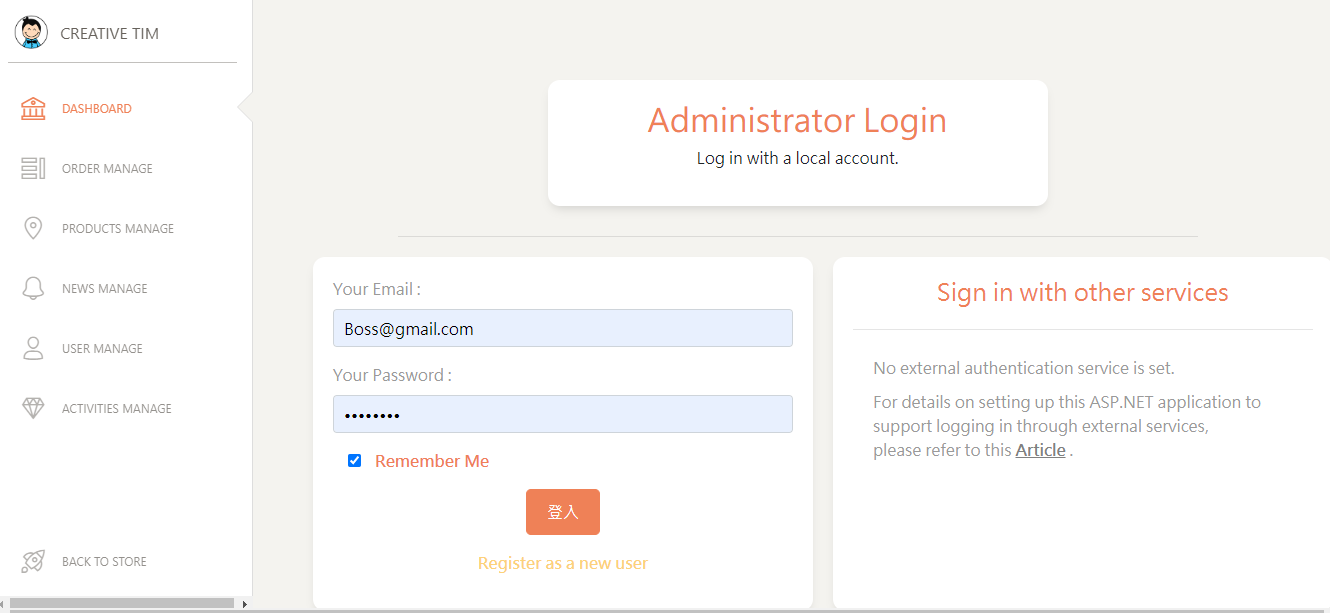 CREATIVE TIM
DASHBOARD
ORDER MANAGE
PRODUCTS MANAGE
NEWS MANAGE
USER MANAGE
ACTIVITIES MANAGE
BACK TO STORE
Administrator Login
Log in with a local account.
Your Email :
Boss@gmail.com
Your Password :
••••••••
Remember Me
登入
Register as a new user
Sign in with other services
No external authentication service is set.
For details on setting up this ASP.NET application to
support logging in through external services,
please refer to this Article .